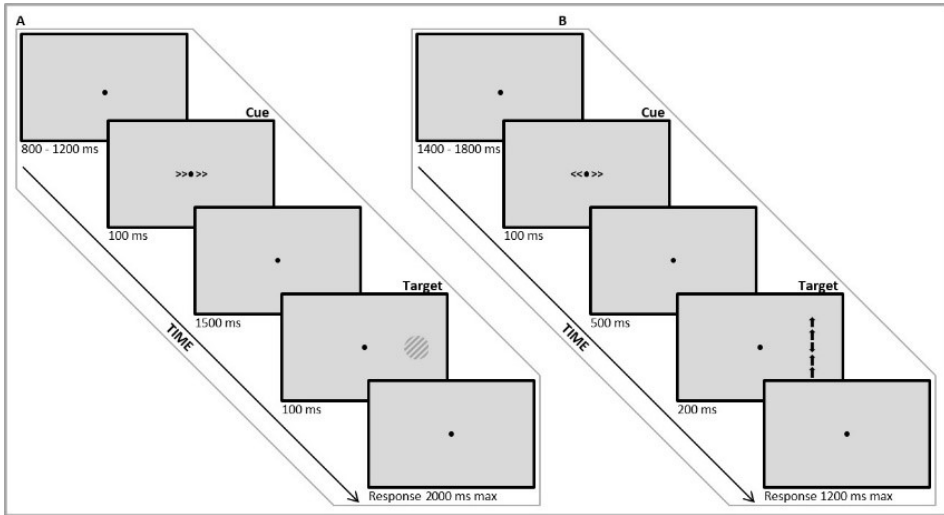 A
800 - 1200 ms
Cue
>>●>>
100 ms
1500 ms
Target
100 ms
Response 2000 ms max
TIME
B
1400 - 1800 ms
Cue
<<●>>
100 ms
500 ms
Target
200 ms
Response 1200 ms max
TIME